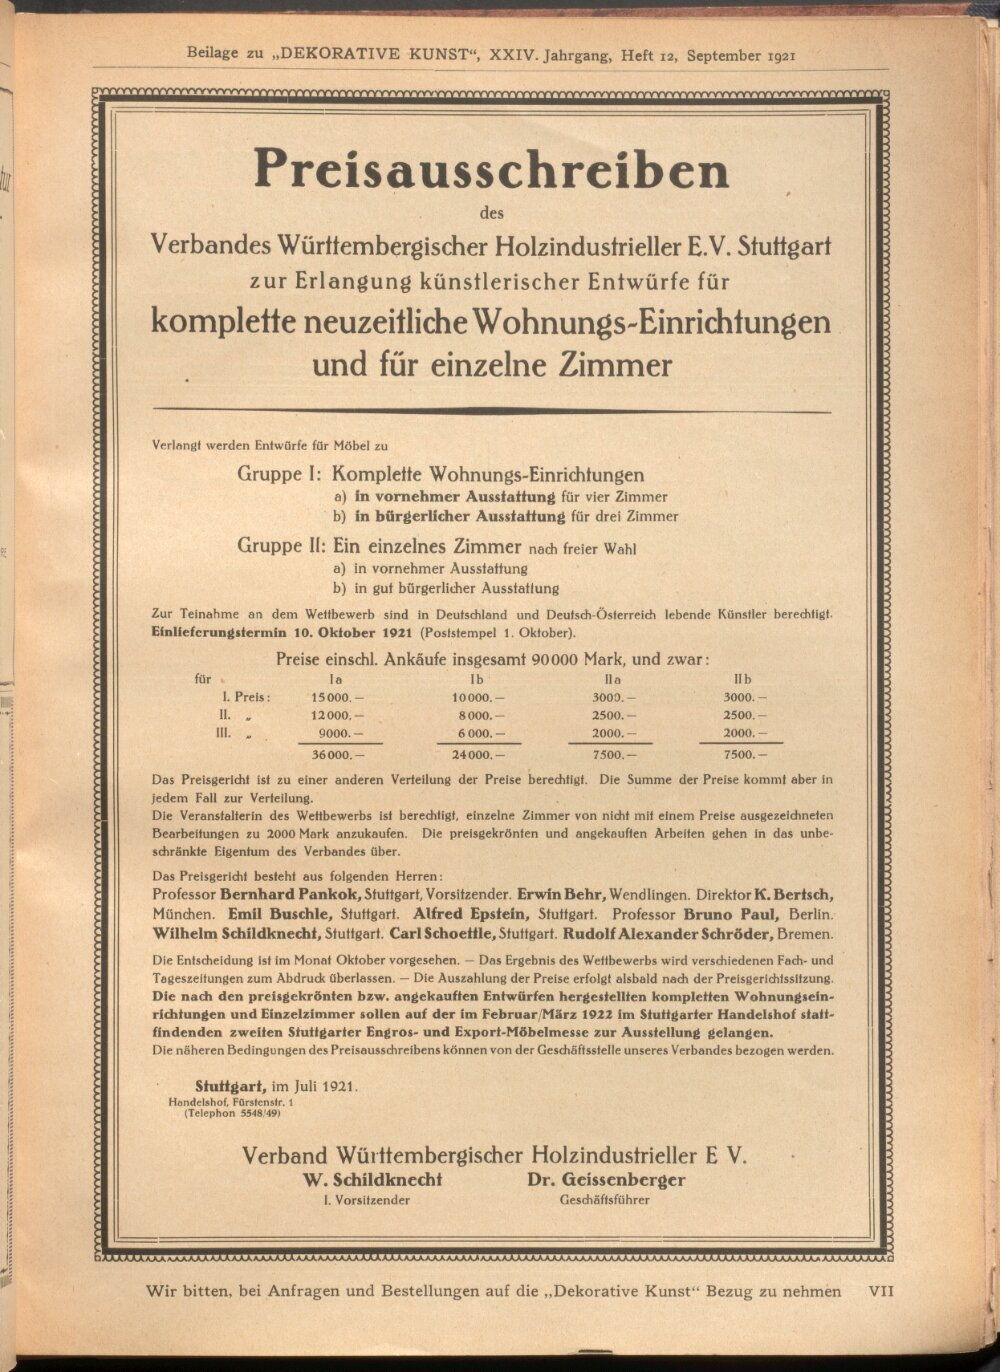 Beilage zu „DEKORATIVE KUNST“, XXIV. Jahrgang, Heft 12, September 1921
Preisausschreiben
des
Verbandes Württembergischer Holzindustrieller E.V. Stuttgart
zur Erlangung künstlerischer Entwürfe für
komplette neuzeitliche Wohnungs-Einrichtungen
und für einzelne Zimmer
Verlangt werden Entwürfe für Möbel zu
Gruppe I: Komplette Wohnungs-Einrichtungen
a) in vornehmer Ausstattung für vier Zimmer
b) in bürgerlicher Ausstattung für drei Zimmer
Gruppe II: Ein einzelnes Zimmer nach freier Wahl
a) in vornehmer Ausstattung
b) in gut bürgerlicher Ausstattung
Zur Teinahme an dem Wettbewerb sind in Deutschland und Deutsch-Österreich lebende Künstler berechtigt.
Einlieferungstermin 10. Oktober 1921 (Poststempel 1. Oktober).
Preise einschl. Ankäufe insgesamt 90000 Mark, und zwar:
für Ia Ib IIa IIb
I. Preis: 15000.— 10000.— 3000.— 3000.—
II. „ 12000.— 8000.— 2500.— 2500.—
III. „ 9000.— 6000.— 2000.— 2000.—
36000.— 24000.— 7500.— 7500.—
Das Preisgericht ist zu einer anderen Verteilung der Preise berechtigt. Die Summe der Preise kommt aber in
jedem Fall zur Verteilung.
Die Veranstalterin des Wettbewerbs ist berechtigt, einzelne Zimmer von nicht mit einem Preise ausgezeichneten
Bearbeitungen zu 2000 Mark anzukaufen. Die preisgekrönten und angekauften Arbeiten gehen in das unbe-
schränkte Eigentum des Verbandes über.
Das Preisgericht besteht aus folgenden Herren:
Professor Bernhard Pankok, Stuttgart, Vorsitzender. Erwin Behr, Wendlingen. Direktor K. Bertsch,
München. Emil Buschle, Stuttgart. Alfred Epstein, Stuttgart. Professor Bruno Paul, Berlin.
Wilhelm Schildknecht, Stuttgart. Carl Schoettle, Stuttgart. Rudolf Alexander Schröder, Bremen.
Die Entscheidung ist im Monat Oktober vorgesehen. — Das Ergebnis des Wettbewerbs wird verschiedenen Fach- und
Tageszeitungen zum Abdruck überlassen. — Die Auszahlung der Preise erfolgt alsbald nach der Preisgerichtssitzung.
Die nach den preisgekrönten bzw. angekauften Entwürfen hergestellten kompletten Wohnungsein-
richtungen und Einzelzimmer sollen auf der im Februar/März 1922 im Stuttgarter Handelshof statt-
findenden zweiten Stuttgarter Engros- und Export-Möbelmesse zur Ausstellung gelangen.
Die näheren Bedingungen des Preisausschreibens können von der Geschäftsstelle unseres Verbandes bezogen werden.
Stuttgart, im Juli 1921.
Handelshof, Fürstenstr. 1
(Telephon 5548/49)
Verband Württembergischer Holzindustrieller E V.
W. Schildknecht Dr. Geissenberger
I. Vorsitzender Geschäftsführer
Wir bitten, bei Anfragen und Bestellungen auf die „Dekorative Kunst“ Bezug zu nehmen VII